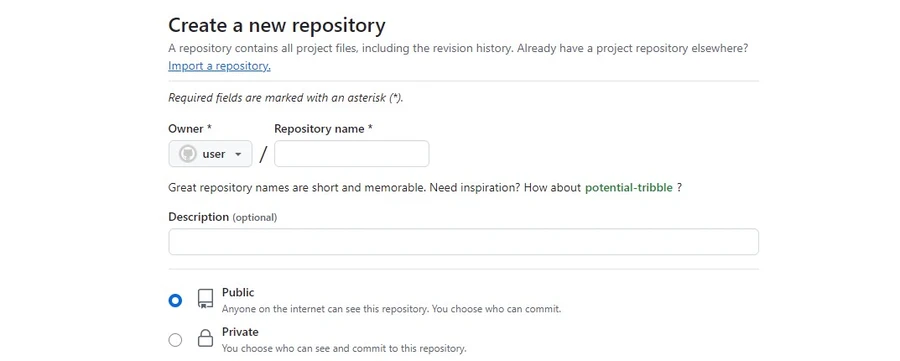 Create a new repository
A repository contains all project files, including the revision history. Already have a project repository elsewhere?
Import a repository.
Required fields are marked with an asterisk (*).
Owner * Repository name *
user /
Great repository names are short and memorable. Need inspiration? How about potential-tribble ?
Description (optional)
Public
Anyone on the internet can see this repository. You choose who can commit.
Private
You choose who can see and commit to this repository.